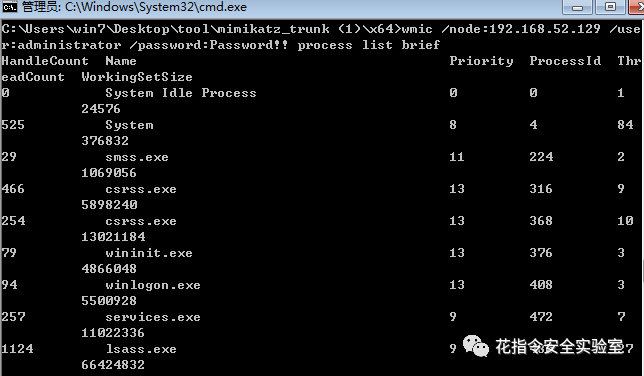 管理员: C:\Windows\System32\cmd.exe
C:\Users\win7\Desktop\tool\mimikatz_trunk (1)\x64>wmic /node:192.168.52.129 /use
r:administrator /password:Password!! process list brief
HandleCount  Name                                      Priority  ProcessId  Thr
eadCount  WorkingSetSize
0            System Idle Process                       0         0          1
          24576
525          System                                    8         4          84
          376832
29           smss.exe                                  11        224        2
          1069056
466          csrss.exe                                 13        316        9
          5898240
254          csrss.exe                                 13        368        10
          13021184
79           wininit.exe                               13        376        3
          4866048
94           winlogon.exe                              13        408        3
          5500928
257          services.exe                              9         472        7
          11022336
1124         lsass.exe                                 9
          66424832
花指令安全实验室